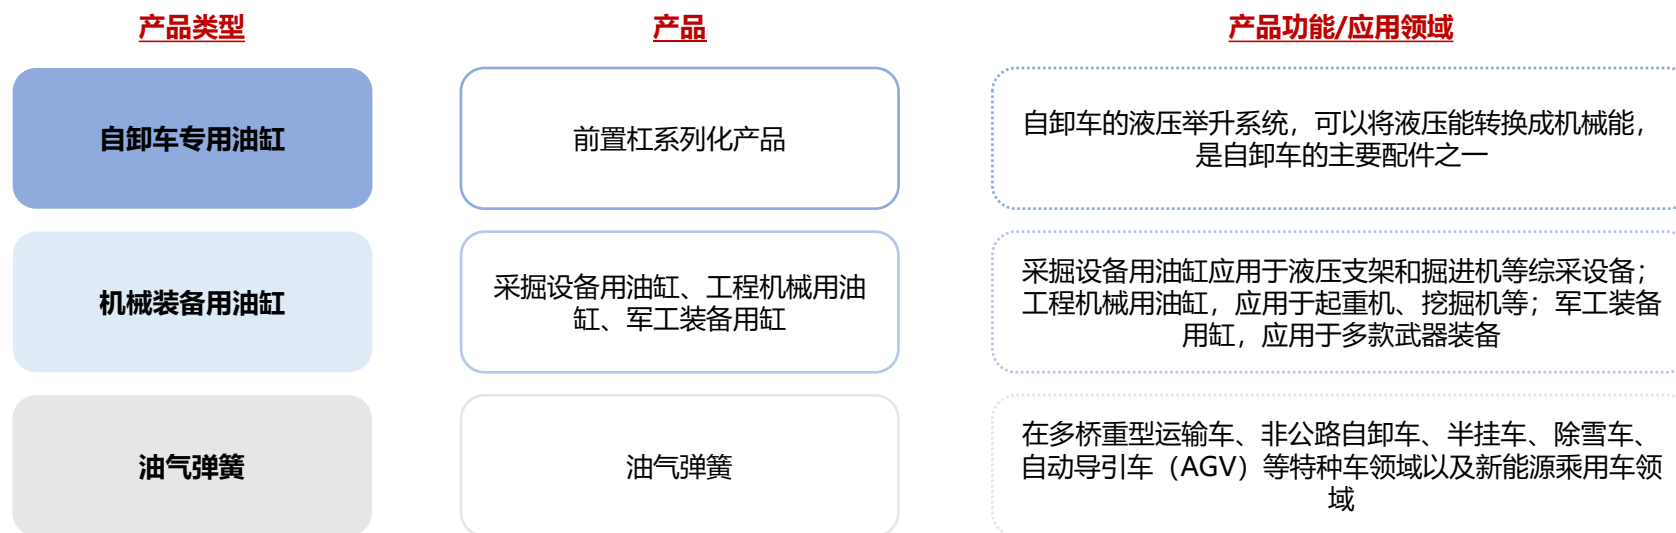 产品类型
产品
产品功能/应用领域
自卸车专用油缸
前置杠系列化产品
自卸车的液压举升系统，可以将液压能转换成机械能，
是自卸车的主要配件之一
机械装备用油缸
采掘设备用油缸、工程机械用油
缸、军工装备用缸
采掘设备用油缸应用于液压支架和掘进机等综采设备；
工程机械用油缸，应用于起重机、挖掘机等；军工装备
用缸，应用于多款武器装备
油气弹簧
油气弹簧
在多桥重型运输车、非公路自卸车、半挂车、除雪车、
自动导引车（AGV）等特种车领域以及新能源乘用车领
域